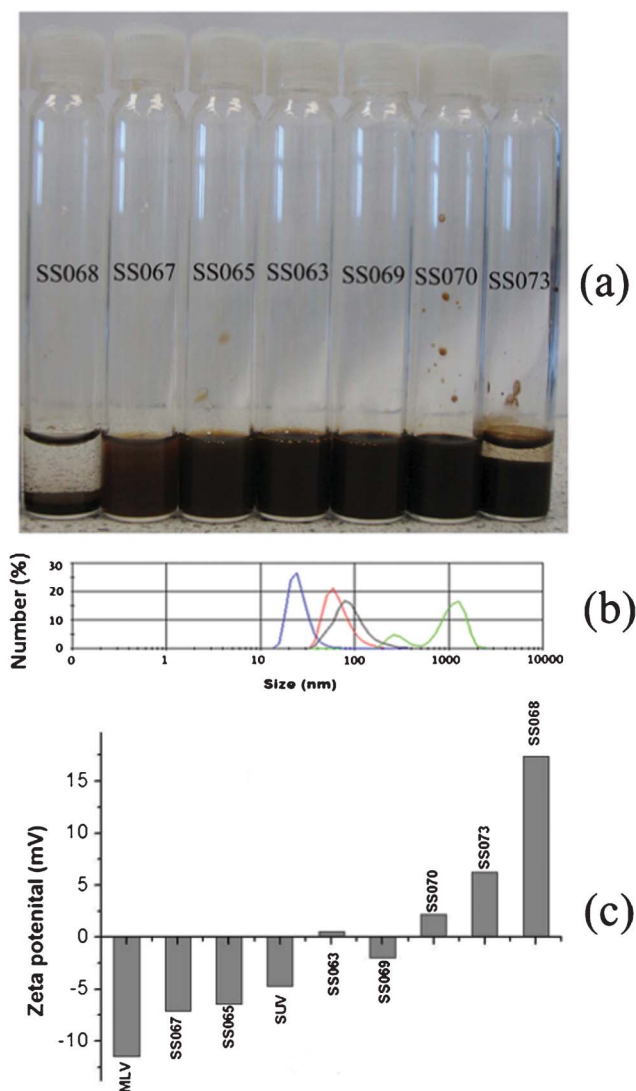 SS068 SS067 SS065 SS063 SS069 SS070 SS073
(a)
Number (%)
30
20
10
0
0 1 10 100 1000 10000
Size (nm)
(b)
Zeta potenital (mV)
15
10
5
0
-5
-10
MLV
SS067
SS065
SUV
SS063
SS069
SS070
SS073
SS068
(c)